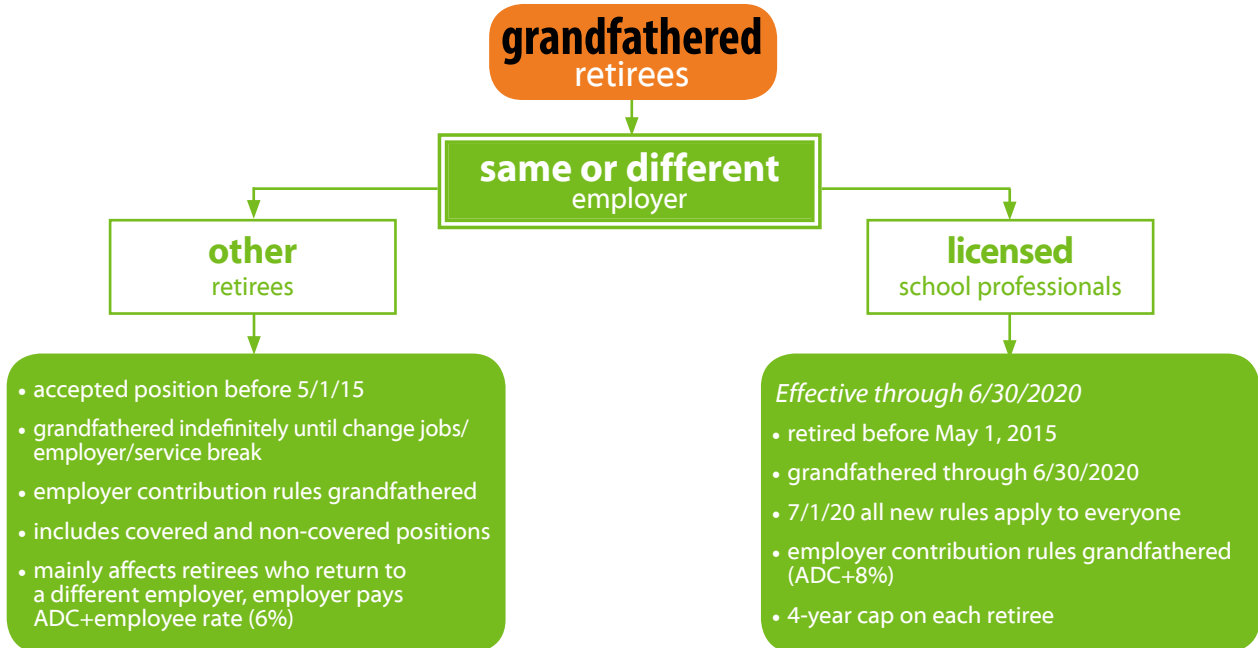 grandfathered
retirees
same or different
employer
other
retirees
• accepted position before 5/1/15
• grandfathered indefinitely until change jobs/
employer/service break
• employer contribution rules grandfathered
• includes covered and non-covered positions
• mainly affects retirees who return to
a different employer, employer pays
ADC+employee rate (6%)
licensed
school professionals
Effective through 6/30/2020
• retired before May 1, 2015
• grandfathered through 6/30/2020
• 7/1/20 all new rules apply to everyone
• employer contribution rules grandfathered
(ADC+8%)
• 4-year cap on each retiree